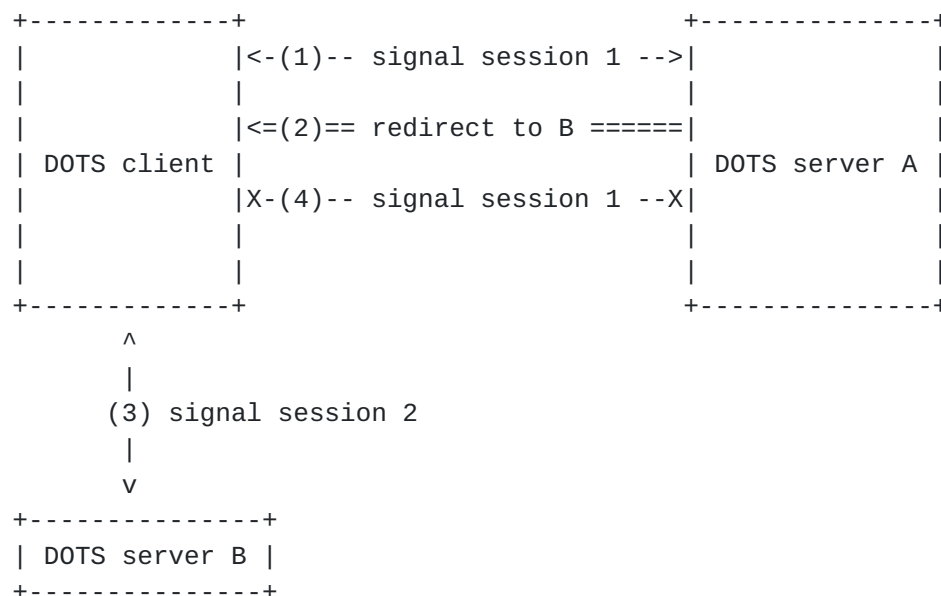 +-------------+                          +---------------+
|             |<-(1)-- signal session 1 -->|               |
|             |                          |               |
|             |<=(2)== redirect to B ======|               |
| DOTS client |                          | DOTS server A |
|             |X-(4)-- signal session 1 --X|               |
|             |                          |               |
|             |                          |               |
+-------------+                          +---------------+
       ^
       |
      (3) signal session 2
       |
       v
+---------------+
| DOTS server B |
+---------------+